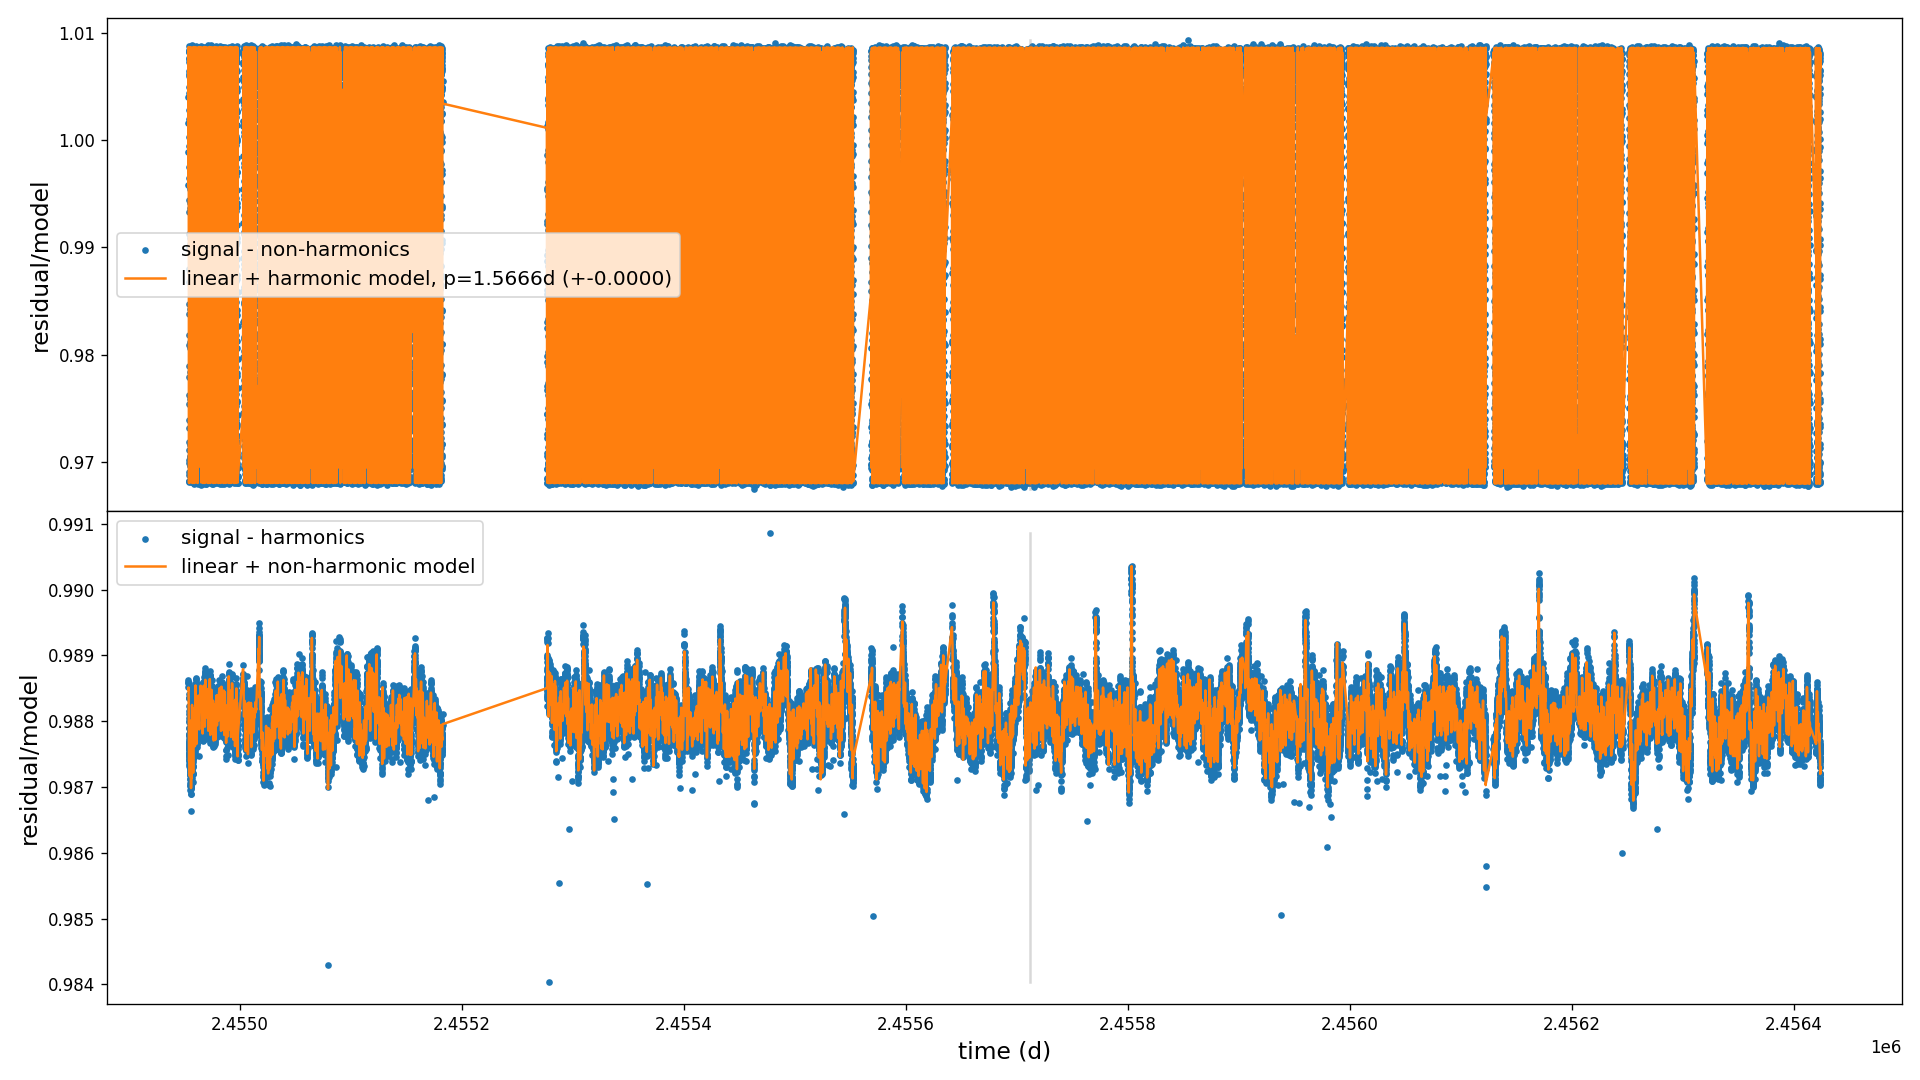 1.01
1.00
0.99
0.98
0.97
residual/model
signal - non-harmonics
linear + harmonic model, p=1.5666d (+-0.0000)
0.991
0.990
0.989
0.988
0.987
0.986
0.985
0.984
residual/model
signal - harmonics
linear + non-harmonic model
2.4550
2.4552
2.4554
2.4556
2.4558
2.4560
2.4562
2.4564
1e6
time (d)